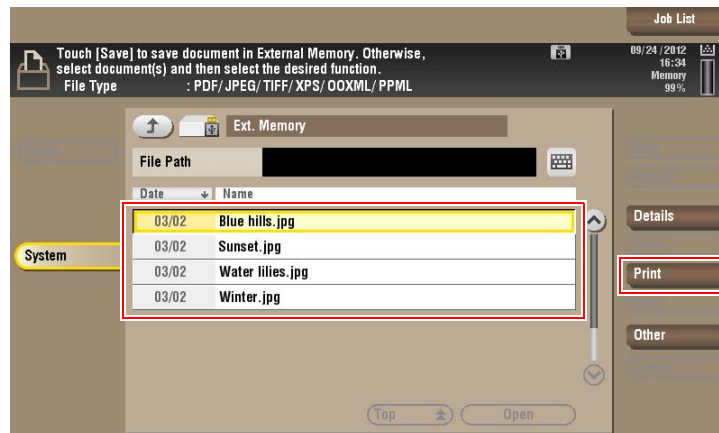 Job List
Touch [Save] to save document in External Memory. Otherwise,
select document(s) and then select the desired function.
File Type : PDF/JPEG/TIFF/XPS/OOXML/PPML
09/24/2012
16:34
Memory
99%
Ext. Memory
File Path
Date Name
03/02 Blue hills.jpg
03/02 Sunset.jpg
03/02 Water lilies.jpg
03/02 Winter.jpg
System
Details
Print
Other
Top
Open